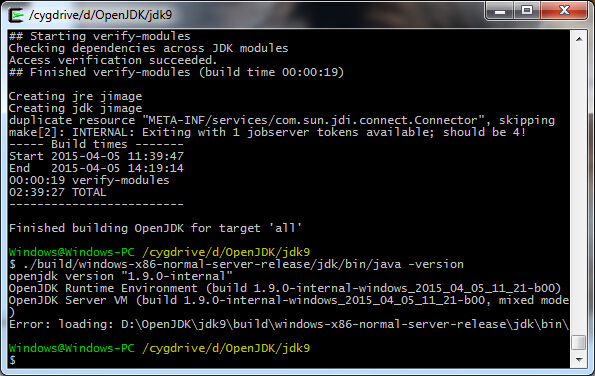 /cygdrive/d/OpenJDK/jdk9
## Starting verify-modules
Checking dependencies across JDK modules
Access verification succeeded.
## Finished verify-modules (build time 00:00:19)
Creating jre jimage
Creating jdk jimage
duplicate resource "META-INF/services/com.sun.jdi.connect.Connector", skipping
make[2]: INTERNAL: Exiting with 1 jobserver tokens available; should be 4!
----- Build times -------
Start 2015-04-05 11:39:47
End   2015-04-05 14:19:14
00:00:19 verify-modules
02:39:27 TOTAL
-------------------------
Finished building OpenJDK for target 'all'
Windows@Windows-PC /cygdrive/d/OpenJDK/jdk9
$ ./build/windows-x86-normal-server-release/jdk/bin/java -version
openjdk version "1.9.0-internal"
OpenJDK Runtime Environment (build 1.9.0-internal-windows_2015_04_05_11_21-b00)
OpenJDK Server VM (build 1.9.0-internal-windows_2015_04_05_11_21-b00, mixed mode
)
Error: loading: D:\OpenJDK\jdk9\build\windows-x86-normal-server-release\jdk\bin\
Windows@Windows-PC /cygdrive/d/OpenJDK/jdk9
$